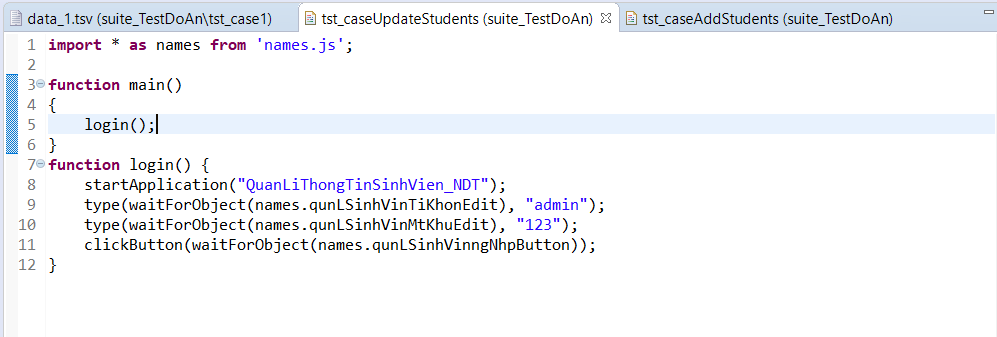 data_1.tsv (suite_TestDoAn\tst_case1) tst_caseUpdateStudents (suite_TestDoAn) tst_caseAddStudents (suite_TestDoAn)
1 import * as names from 'names.js';
2
3 function main()
4 {
5     login();
6 }
7 function login() {
8     startApplication("QuanLiThongTinSinhVien_NDT");
9     type(waitForObject(names.qunLSinhVinTiKhonEdit), "admin");
10     type(waitForObject(names.qunLSinhVinMtKhuEdit), "123");
11     clickButton(waitForObject(names.qunLSinhVinngNhpButton));
12 }